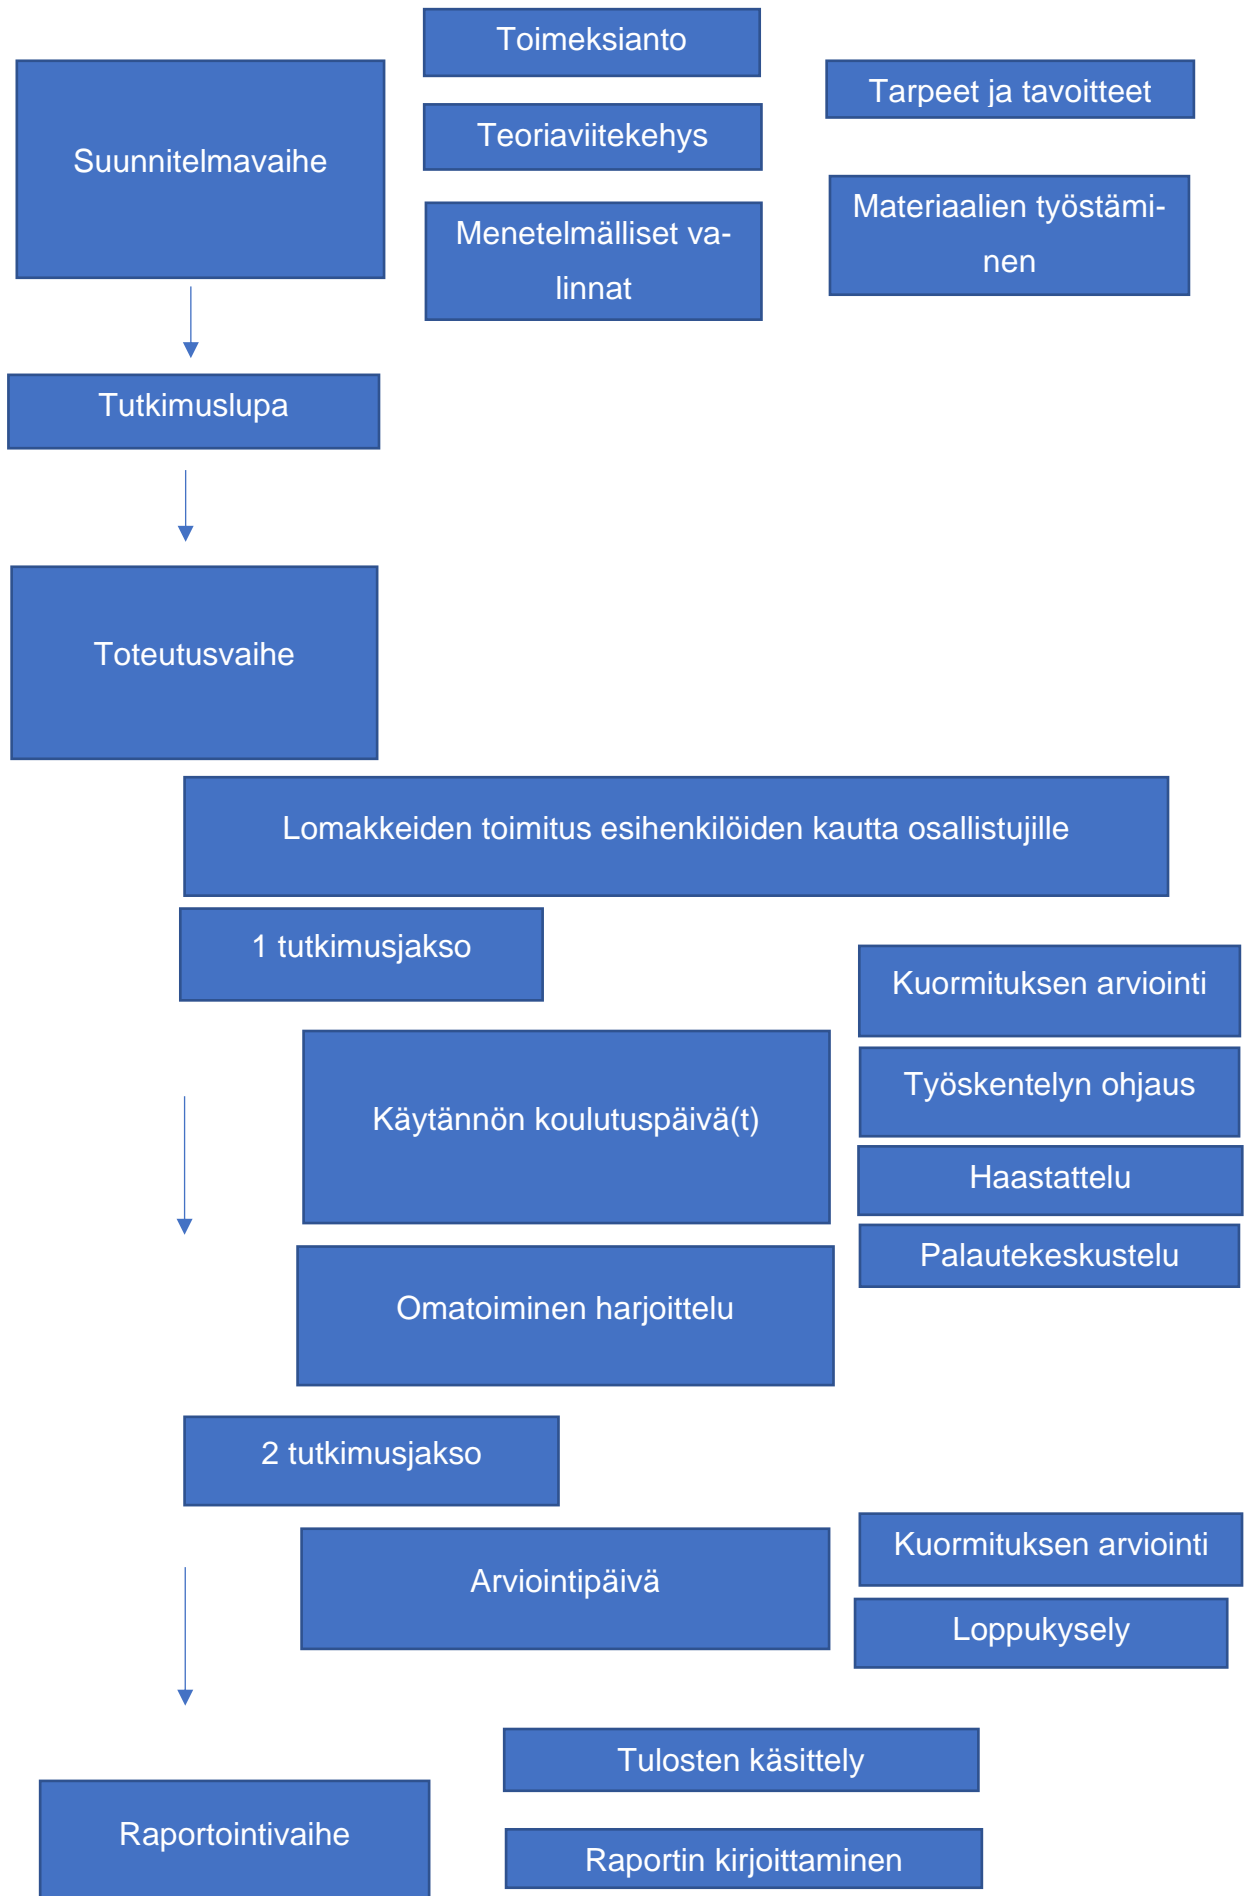 Toimeksianto
Tarpeet ja tavoitteet
Suunnitelmavaihe
Teoriaviitekehys
Menetelmälliset va-
linnat
Materiaalien työstämi-
nen
Tutkimuslupa
Toteutusvaihe
Lomakkeiden toimitus esihenkilöiden kautta osallistujille
1 tutkimusjakso
Käytännön koulutuspäivä(t)
Kuormituksen arviointi
Työskentelyn ohjaus
Haastattelu
Palautekeskustelu
Omatoiminen harjoittelu
2 tutkimusjakso
Arviointipäivä
Kuormituksen arviointi
Loppukysely
Raportointivaihe
Tulosten käsittely
Raportin kirjoittaminen